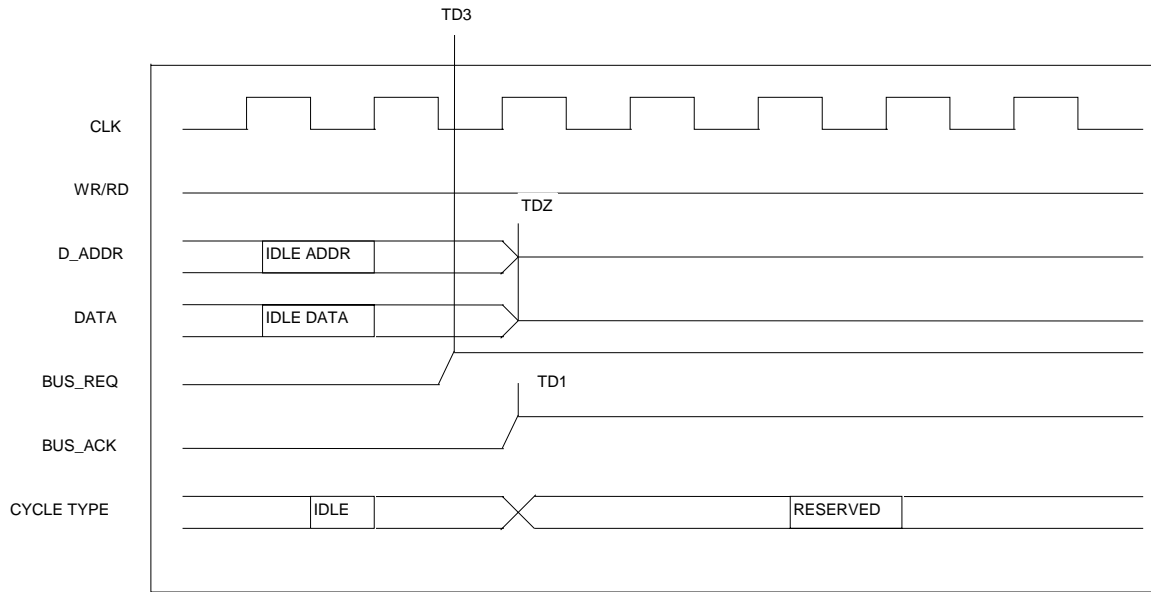 TD3
CLK
WR/RD
TDZ
D_ADDR
IDLE ADDR
DATA
IDLE DATA
BUS_REQ
TD1
BUS_ACK
CYCLE TYPE
IDLE
RESERVED